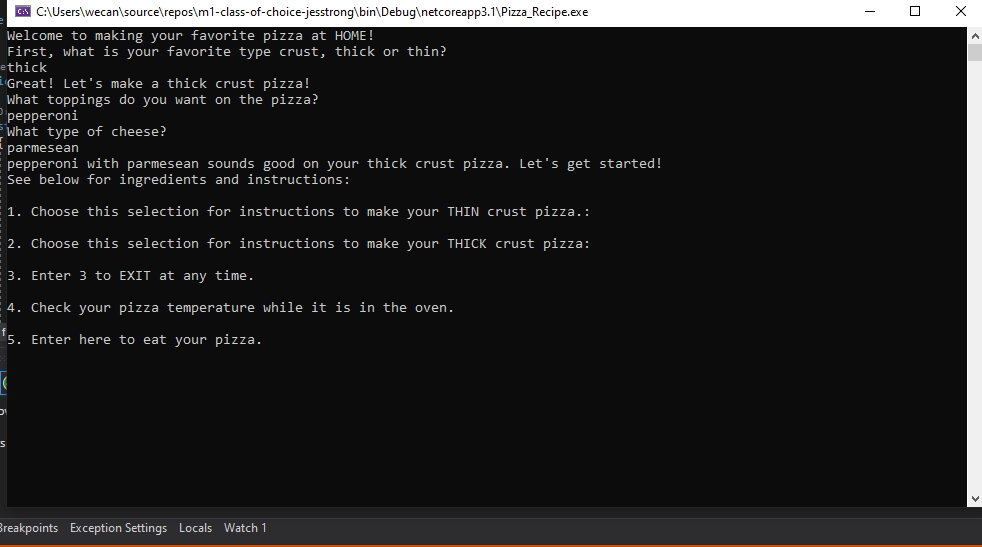 C:\Users\wecan\source\repos\m1-class-of-choice-jesstrong\bin\Debug\netcoreapp3.1\Pizza_Recipe.exe
Welcome to making your favorite pizza at HOME!
First, what is your favorite type crust, thick or thin?
thick
Great! Let's make a thick crust pizza!
What toppings do you want on the pizza?
pepperoni
What type of cheese?
parmesean
pepperoni with parmesean sounds good on your thick crust pizza. Let's get started!
See below for ingredients and instructions:
1. Choose this selection for instructions to make your THIN crust pizza.:
2. Choose this selection for instructions to make your THICK crust pizza:
3. Enter 3 to EXIT at any time.
4. Check your pizza temperature while it is in the oven.
5. Enter here to eat your pizza.
Breakpoints Exception Settings Locals Watch 1